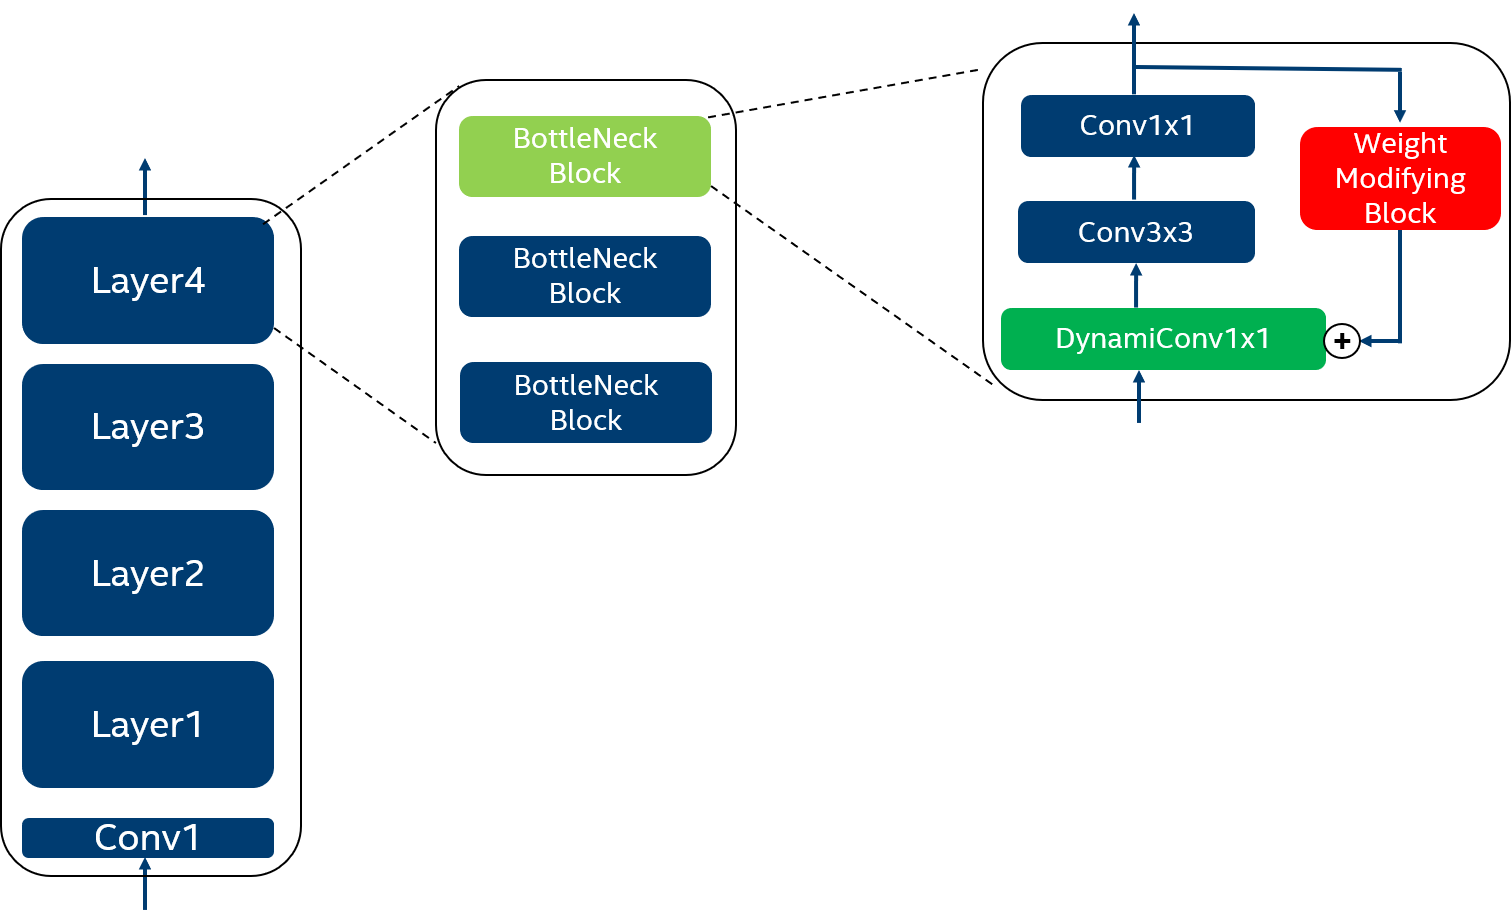 Layer4
Layer3
Layer2
Layer1
Conv1
BottleNeck
Block
BottleNeck
Block
BottleNeck
Block
Conv1x1
Conv3x3
DynamiConv1x1
+
Weight
Modifying
Block